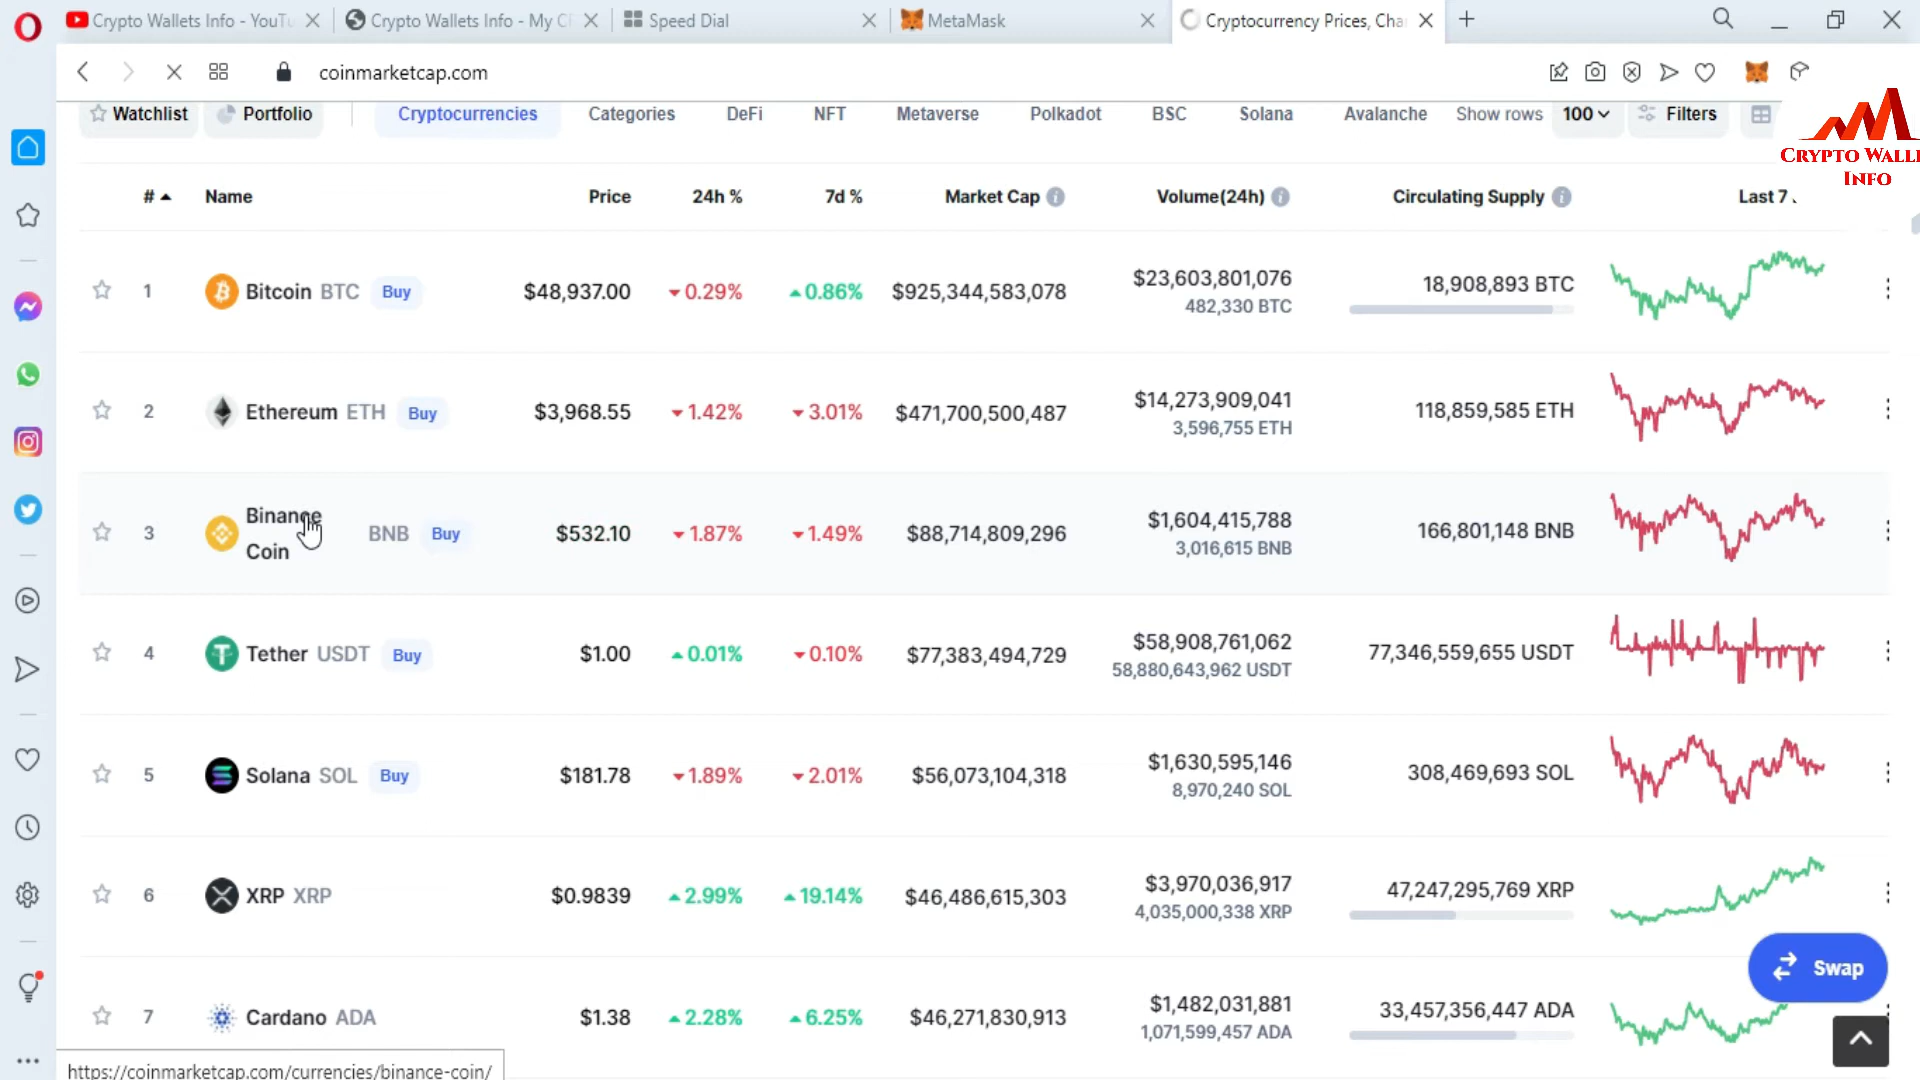 Crypto Wallets Info - YouTu
Crypto Wallets Info - My C
Speed Dial
MetaMask
Cryptocurrency Prices, Cha
coinmarketcap.com
CRYPTO WALLE
INFO
Watchlist
Portfolio
Cryptocurrencies
Categories
DeFi
NFT
Metaverse
Polkadot
BSC
Solana
Avalanche
Show rows
100
Filters
# Name Price 24h % 7d % Market Cap Volume(24h) Circulating Supply Last 7
1 Bitcoin BTC Buy $48,937.00 0.29% 0.86% $925,344,583,078 $23,603,801,076 18,908,893 BTC
482,330 BTC
2 Ethereum ETH Buy $3,968.55 1.42% 3.01% $471,700,500,487 $14,273,909,041 118,859,585 ETH
3,596,755 ETH
3 Binance Coin BNB Buy $532.10 1.87% 1.49% $88,714,809,296 $1,604,415,788 166,801,148 BNB
3,016,615 BNB
4 Tether USDT Buy $1.00 0.01% 0.10% $77,383,494,729 $58,908,761,062 77,346,559,655 USDT
58,880,643,962 USDT
5 Solana SOL Buy $181.78 1.89% 2.01% $56,073,104,318 $1,630,595,146 308,469,693 SOL
8,970,240 SOL
6 XRP XRP $0.9839 2.99% 19.14% $46,486,615,303 $3,970,036,917 47,247,295,769 XRP
4,035,000,338 XRP
Swap
7 Cardano ADA $1.38 2.28% 6.25% $46,271,830,913 $1,482,031,881 33,457,356,447 ADA
1,071,599,457 ADA
https://coinmarketcap.com/currencies/binance-coin/